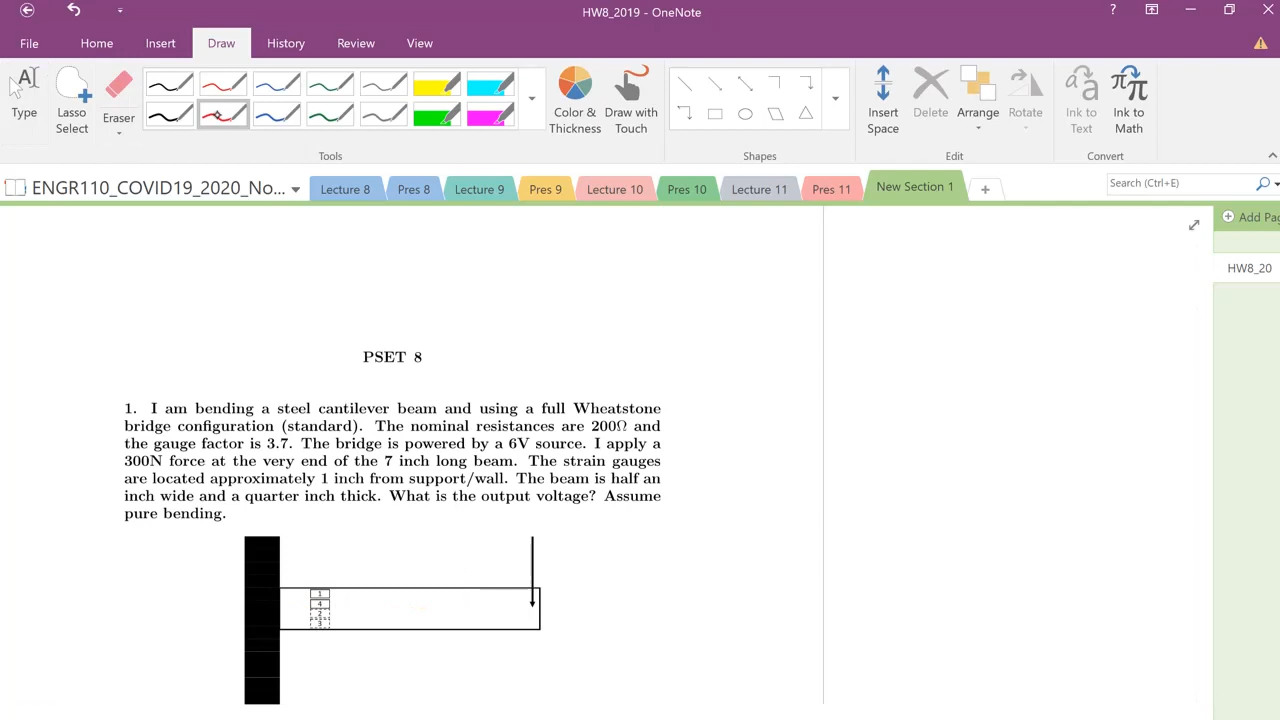 HW8_2019 - OneNote
?
File Home Insert Draw History Review View
Type
Lasso Select
Eraser
Color & Thickness
Draw with Touch
Insert Space
Delete
Arrange
Rotate
Ink to Text
Ink to Math
Tools
Shapes
Edit
Convert
ENGR110_COVID19_2020_No... Lecture 8 Pres 8 Lecture 9 Pres 9 Lecture 10 Pres 10 Lecture 11 Pres 11 New Section 1 + Search (Ctrl+E)
Add Pag
HW8_20
PSET 8
1. I am bending a steel cantilever beam and using a full Wheatstone
bridge configuration (standard). The nominal resistances are 200Ω and
the gauge factor is 3.7. The bridge is powered by a 6V source. I apply a
300N force at the very end of the 7 inch long beam. The strain gauges
are located approximately 1 inch from support/wall. The beam is half an
inch wide and a quarter inch thick. What is the output voltage? Assume
pure bending.
1
4
2
3